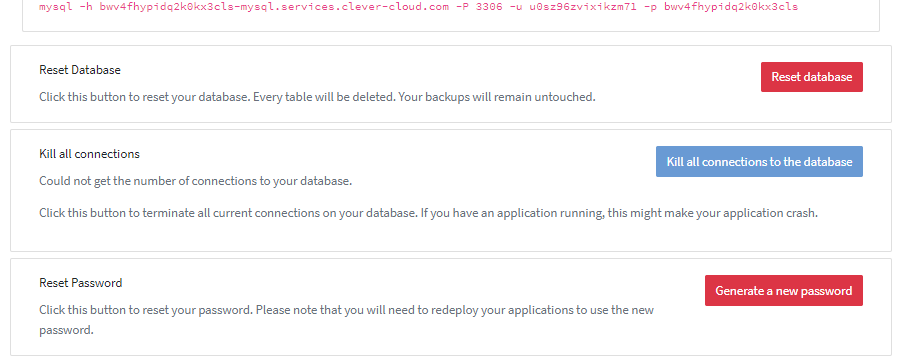 mysql -h bwv4fhypidq2k0kx3cls-mysql.services.clever-cloud.com -P 3306 -u u0sz96zvixikzm71 -p bwv4fhypidq2k0kx3cls
Reset Database
Reset database
Click this button to reset your database. Every table will be deleted. Your backups will remain untouched.
Kill all connections
Kill all connections to the database
Could not get the number of connections to your database.
Click this button to terminate all current connections on your database. If you have an application running, this might make your application crash.
Reset Password
Generate a new password
Click this button to reset your password. Please note that you will need to redeploy your applications to use the new
password.